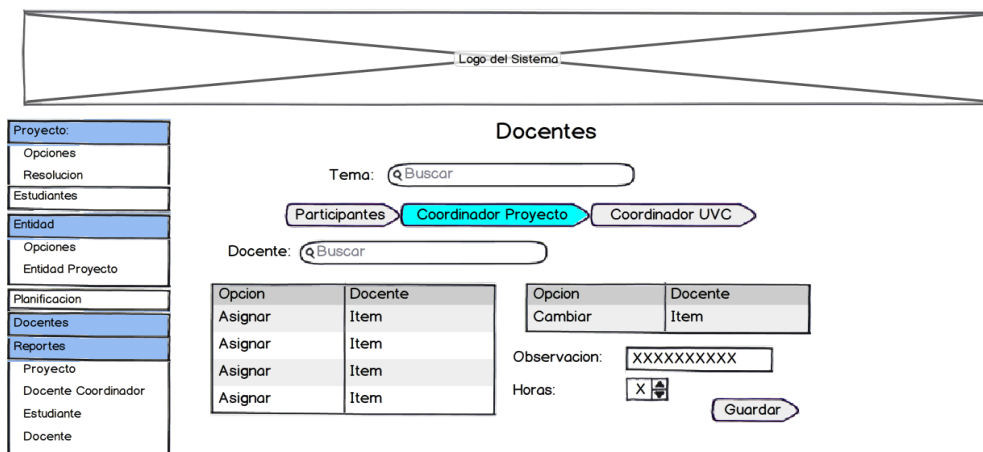 Logo del Sistema
Proyecto:
Opciones
Resolucion
Estudiantes
Entidad
Opciones
Entidad Proyecto
Planificacion
Docentes
Reportes
Proyecto
Docente Coordinador
Estudiante
Docente
Docentes
Tema: Buscar
Participantes Coordinador Proyecto Coordinador UVC
Docente: Buscar
Opcion Docente
Asignar Item
Asignar Item
Asignar Item
Asignar Item
Opcion Docente
Cambiar Item
Observacion: XXXXXXXXXX
Horas: X
Guardar